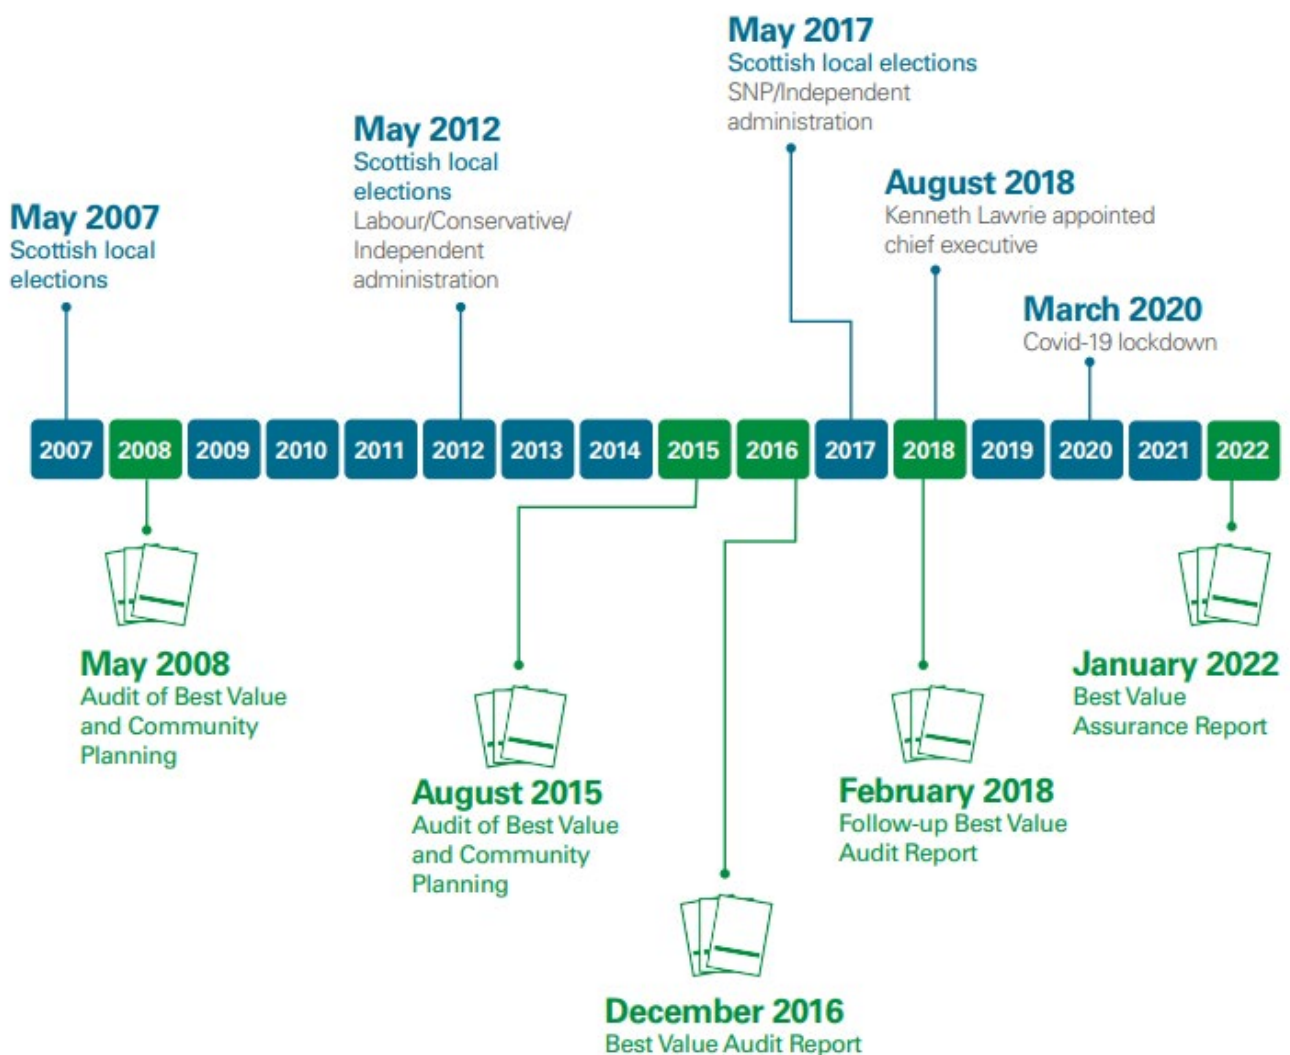 May 2017
Scottish local elections
SNP/Independent
administration
May 2012
Scottish local
elections
Labour/Conservative/
Independent
administration
August 2018
Kenneth Lawrie appointed
chief executive
May 2007
Scottish local
elections
March 2020
Covid-19 lockdown
2007 2008 2009 2010 2011 2012 2013 2014 2015 2016 2017 2018 2019 2020 2021 2022
May 2008
Audit of Best Value
and Community
Planning
January 2022
Best Value
Assurance Report
August 2015
Audit of Best Value
and Community
Planning
February 2018
Follow-up Best Value
Audit Report
December 2016
Best Value Audit Report